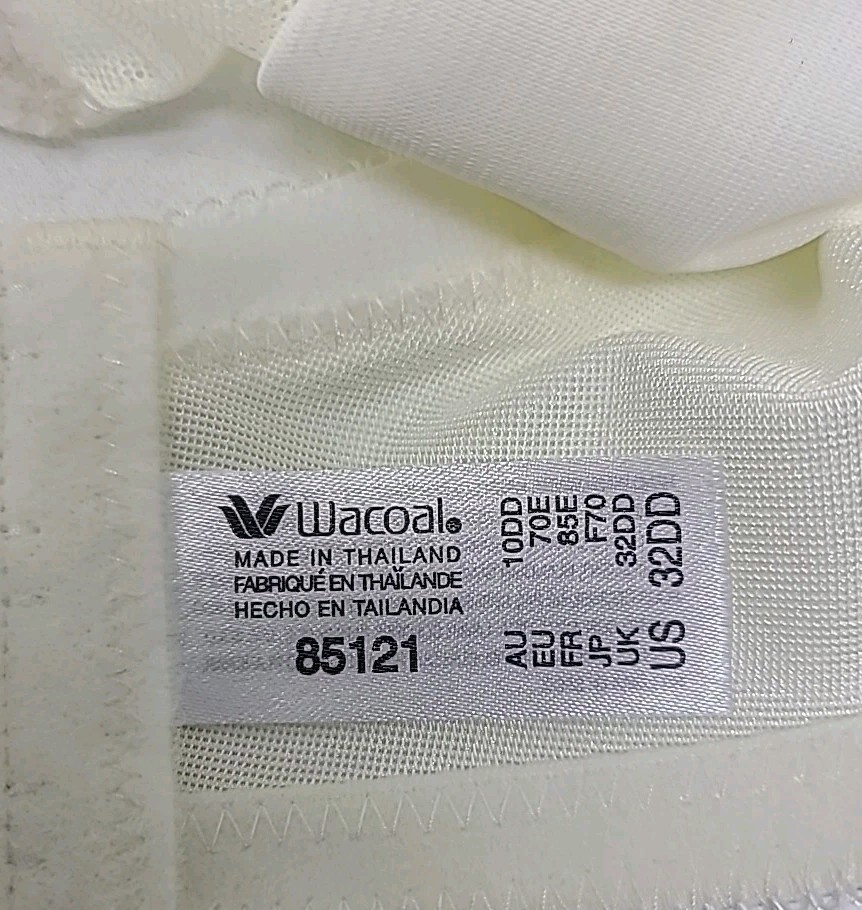 Wacoal®
MADE IN THAILAND
FABRIQUÉ EN THAÏLANDE
HECHO EN TAILANDIA
85121
AU 10DD
EU 70E
FR 85E
JP F70
UK 32DD
US 32DD